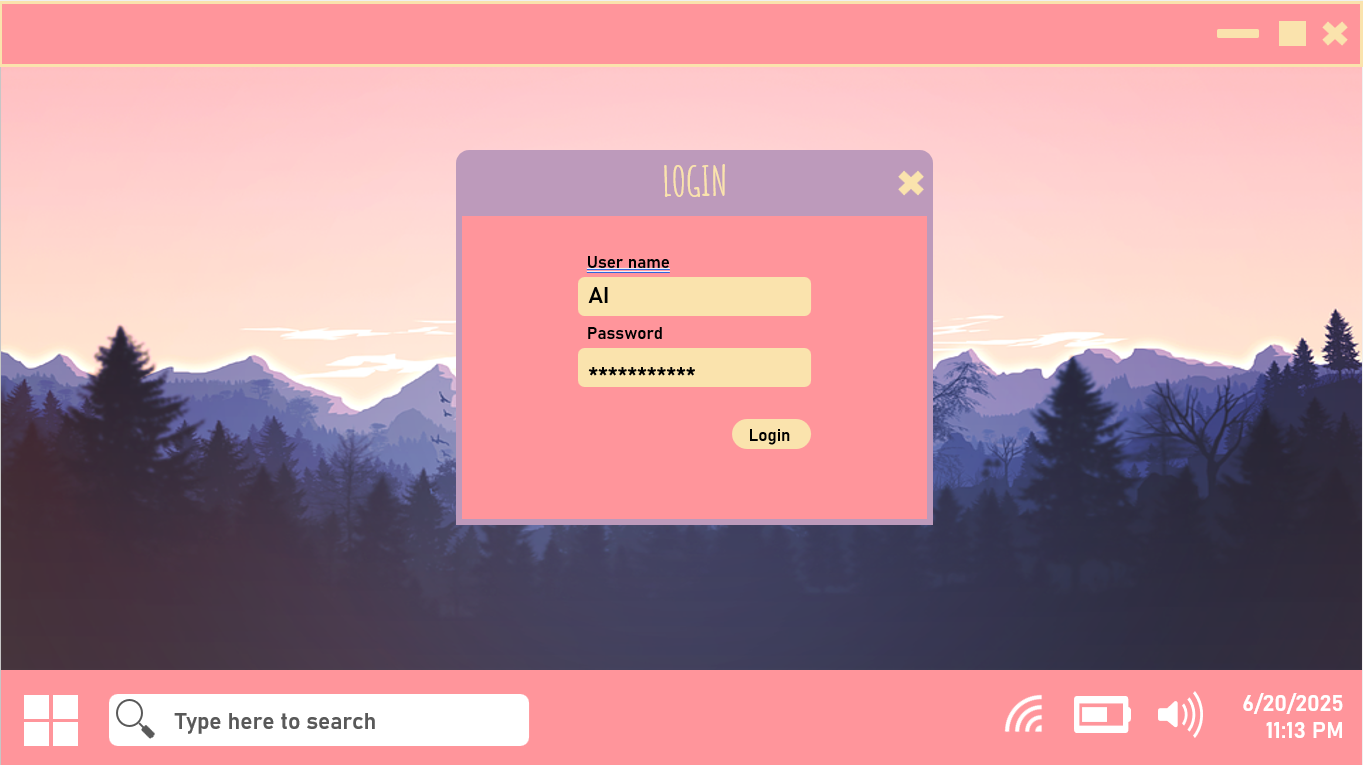 LOGIN
User name
AI
Password
***********
Login
Type here to search
6/20/2025
11:13 PM